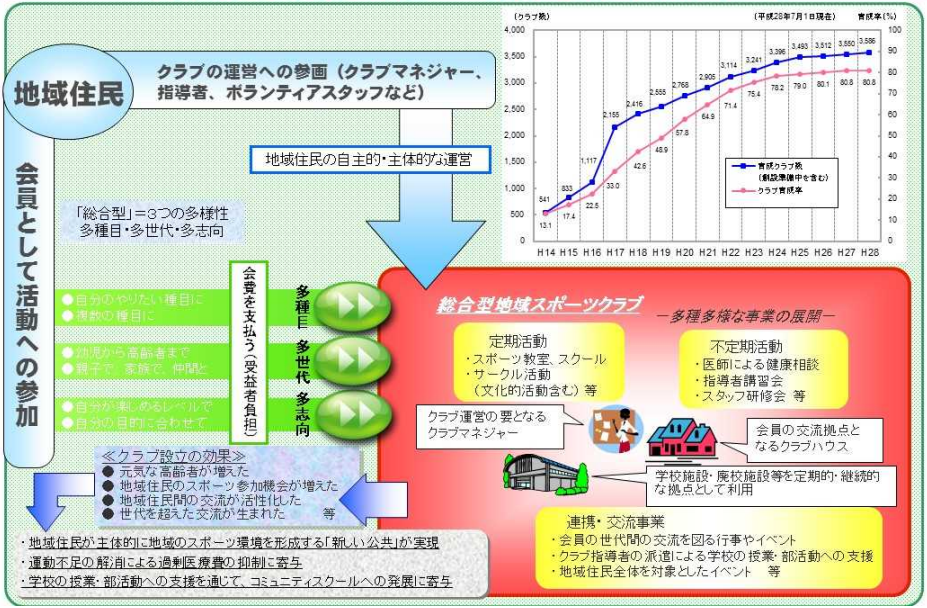 (クラブ数)
(平成28年7月1日現在)
育成率(%)
4,000
3,500
3,000
2,500
2,000
1,500
1,000
500
0
100
90
80
70
60
50
40
30
20
10
0
541
833
1,117
2,155
2,416
2,555
2,768
2,905
3,114
3,241
3,396
3,493
3,512
3,550
3,586
13.1
17.4
22.5
33.0
42.6
48.9
57.8
64.9
71.4
75.4
78.2
79.0
80.1
80.8
80.8
育成クラブ数
(創設準備中を含む)
クラブ育成率
H14 H15 H16 H17 H18 H19 H20 H21 H22 H23 H24 H25 H26 H27 H28
地域住民
クラブの運営への参画(クラブマネジャー、
指導者、ボランティアスタッフなど)
地域住民の自主的・主体的な運営
会員として活動への参加
「総合型」=3つの多様性
多種目・多世代・多志向
●自分のやりたい種目に
●複数の種目に
●幼児から高齢者まで
●親子で、家族で、仲間と
●自分が楽しめるレベルで
●自分の目的に合わせて
会費を支払う(受益者負担)
多種目
多世代
多志向
総合型地域スポーツクラブ
―多種多様な事業の展開―
定期活動
・スポーツ教室、スクール
・サークル活動
(文化的活動含む) 等
不定期活動
・医師による健康相談
・指導者講習会
・スタッフ研修会 等
クラブ運営の要となる
クラブマネジャー
会員の交流拠点と
なるクラブハウス
学校施設・廃校施設等を定期的・継続的
な拠点として利用
連携・交流事業
・会員の世代間の交流を図る行事やイベント
・クラブ指導者の派遣による学校の授業・部活動への支援
・地域住民全体を対象としたイベント 等
≪クラブ設立の効果≫
● 元気な高齢者が増えた
● 地域住民のスポーツ参加機会が増えた
● 地域住民間の交流が活性化した
● 世代を超えた交流が生まれた 等
・地域住民が主体的に地域のスポーツ環境を形成する「新しい公共」が実現
・運動不足の解消による過剰医療費の抑制に寄与
・学校の授業・部活動への支援を通じて、コミュニティスクールへの発展に寄与